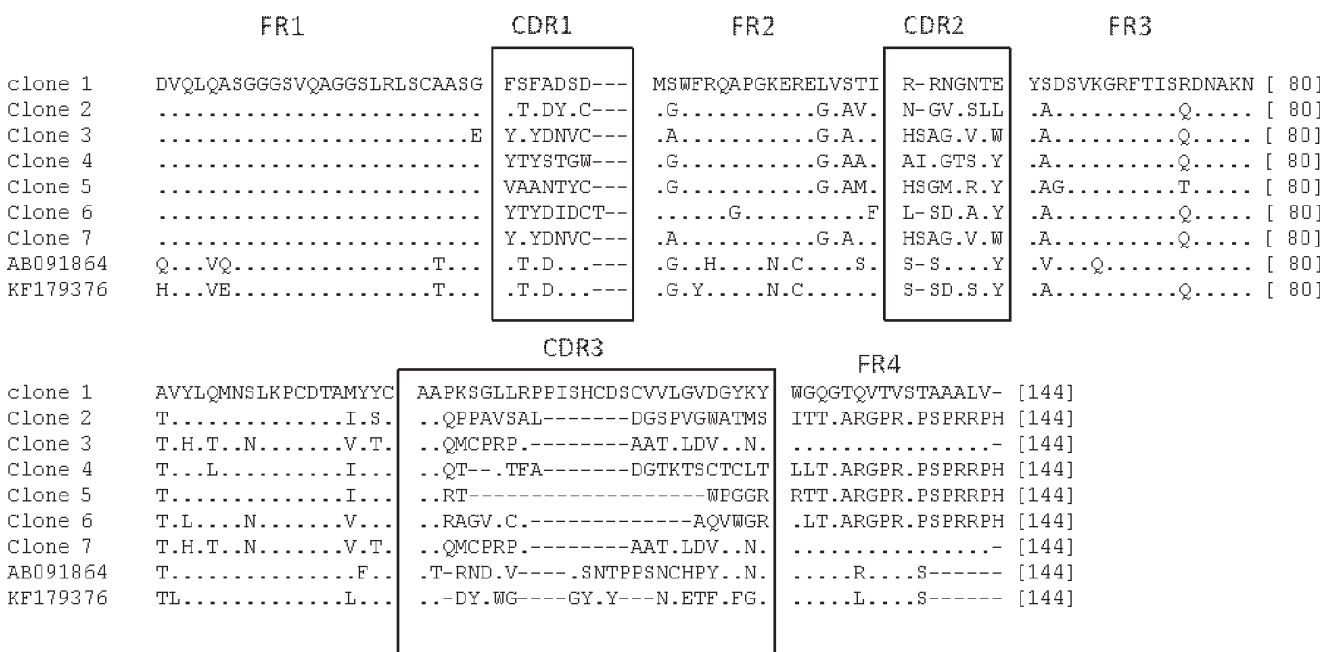 FR1 CDR1 FR2 CDR2 FR3
clone 1 DVQLQASGGGSVQAGGSLRLSCAASG FSFADSD--- MSWFRQAPGKERELVSTI R-RNGNTE YSDSVKGRFTISRDNAKN [ 80]
Clone 2 .......................... .T.DY.C--- .G..........G.AV. N-GV.SLL .A..........Q..... [ 80]
Clone 3 .........................E Y.YDNVC--- .A..........G.A.. HSAG.V.W .A..........Q..... [ 80]
Clone 4 .......................... YTYSTGW--- .G..........G.AA. AI.GTS.Y .A..........Q..... [ 80]
Clone 5 .......................... VAANTYC--- .G..........G.AM. HSGM.R.Y .AG.........T..... [ 80]
Clone 6 .......................... YTYDIDCT-- ......G..........F L-SD.A.Y .A..........Q..... [ 80]
Clone 7 .......................... Y.YDNVC--- .A..........G.A.. HSAG.V.W .A..........Q..... [ 80]
AB091864 Q...VQ................T... .T.D...--- .G..H....N.C....S. S-S....Y .V...Q............ [ 80]
KF179376 H...VE................T... .T.D...--- .G.Y.....N.C...... S-SD.S.Y .A..........Q..... [ 80]
CDR3 FR4
clone 1 AVYLQMNSLKPCDTAMYYC AAPKSGLLRPPISHCDSCVVLGVDGYKY WGQGTQVTVSTAAALV- [144]
Clone 2 T..............I.S. ..QPPAVSAL-------DGSPVGWATMS ITT.ARGPR.PSPRRPH [144]
Clone 3 T.H.T..N.......V.T. ..QMCPRP.--------AAT.LDV..N. ................- [144]
Clone 4 T...L..........I... ..QT--.TFA-------DGTKTSCTCLT LLT.ARGPR.PSPRRPH [144]
Clone 5 T..............I... ..RT-------------------WPGGR RTT.ARGPR.PSPRRPH [144]
Clone 6 T.L....N.......V... ..RAGV.C.-------------AQVWGR .LT.ARGPR.PSPRRPH [144]
Clone 7 T.H.T..N.......V.T. ..QMCPRP.--------AAT.LDV..N. ................- [144]
AB091864 T...............F.. .T-RND.V----.SNTPPSNCHPY..N. .....R....S------ [144]
KF179376 TL.............L... ..-DY.WG----GY.Y---N.ETF.FG. .....L....S------ [144]